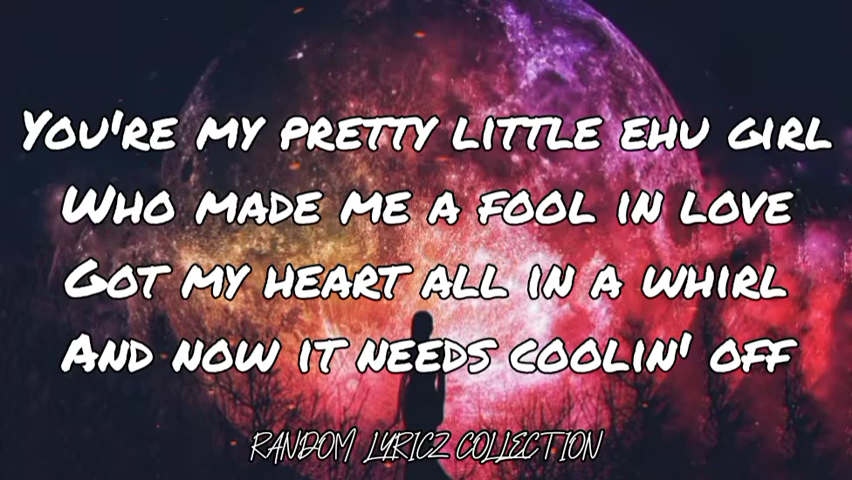 You're my pretty little ehu girl
Who made me a fool in love
Got my heart all in a whirl
And now it needs coolin' off
RANDOM LYRICZ COLLECTION